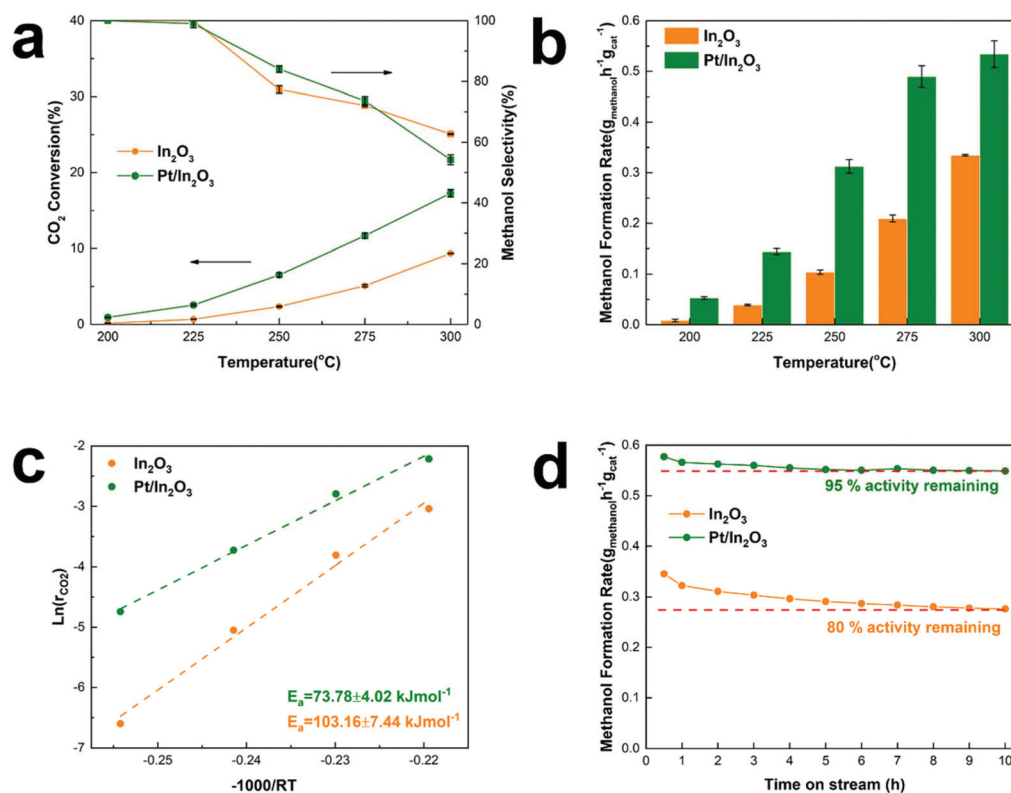 a
40
30
20
10
0
CO2 Conversion(%)
100
80
60
40
20
0
Methanol Selectivity(%)
In2O3
Pt/In2O3
200 225 250 275 300
Temperature(°C)
b
0.6
0.5
0.4
0.3
0.2
0.1
0.0
Methanol Formation Rate(gmethanolh-1gcat-1)
In2O3
Pt/In2O3
200 225 250 275 300
Temperature(°C)
c
-2
-3
-4
-5
-6
-7
Ln(rCO2)
In2O3
Pt/In2O3
Ea=73.78±4.02 kJmol-1
Ea=103.16±7.44 kJmol-1
-0.25 -0.24 -0.23 -0.22
-1000/RT
d
0.6
0.5
0.4
0.3
0.2
0.1
0.0
Methanol Formation Rate(gmethanolh-1gcat-1)
95 % activity remaining
In2O3
Pt/In2O3
80 % activity remaining
0 1 2 3 4 5 6 7 8 9 10
Time on stream (h)